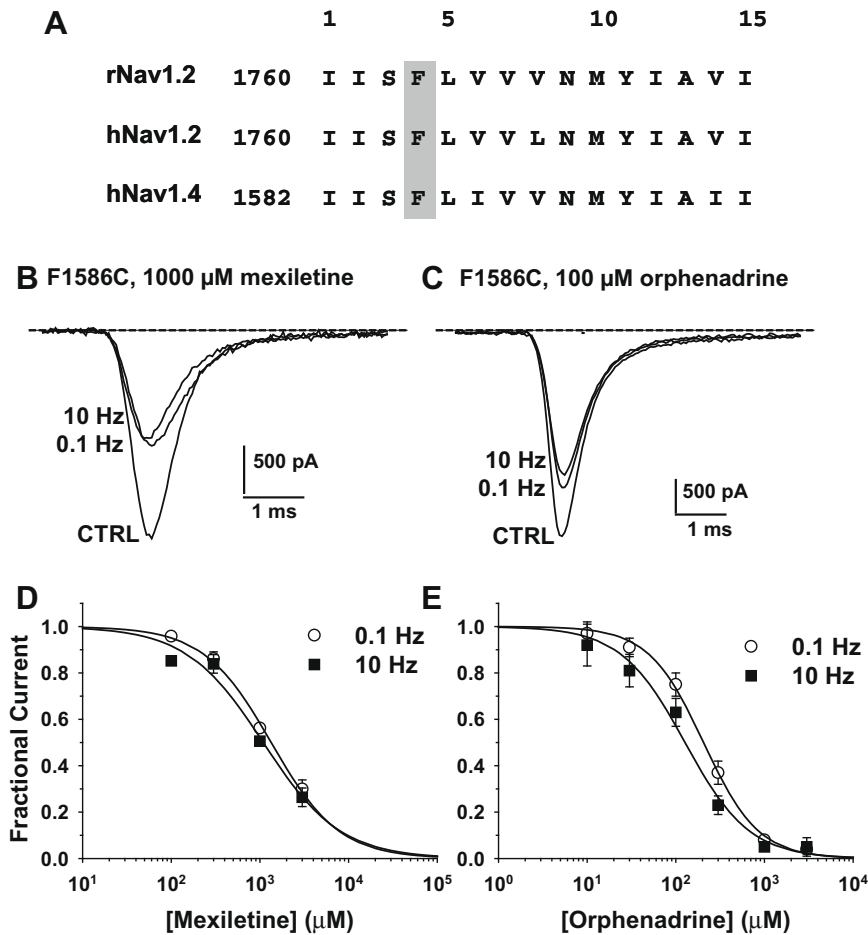 A
1 5 10 15
rNav1.2 1760 I I S F L V V V N M Y I A V I
hNav1.2 1760 I I S F L V V L N M Y I A V I
hNav1.4 1582 I I S F L I V V N M Y I A I I
B F1586C, 1000 μM mexiletine
10 Hz
0.1 Hz
CTRL
500 pA
1 ms
C F1586C, 100 μM orphenadrine
10 Hz
0.1 Hz
CTRL
500 pA
1 ms
D
Fractional Current
1.0
0.8
0.6
0.4
0.2
0.0
0.1 Hz
10 Hz
10¹ 10² 10³ 10⁴ 10⁵
[Mexiletine] (μM)
E
1.0
0.8
0.6
0.4
0.2
0.0
0.1 Hz
10 Hz
10⁰ 10¹ 10² 10³ 10⁴
[Orphenadrine] (μM)